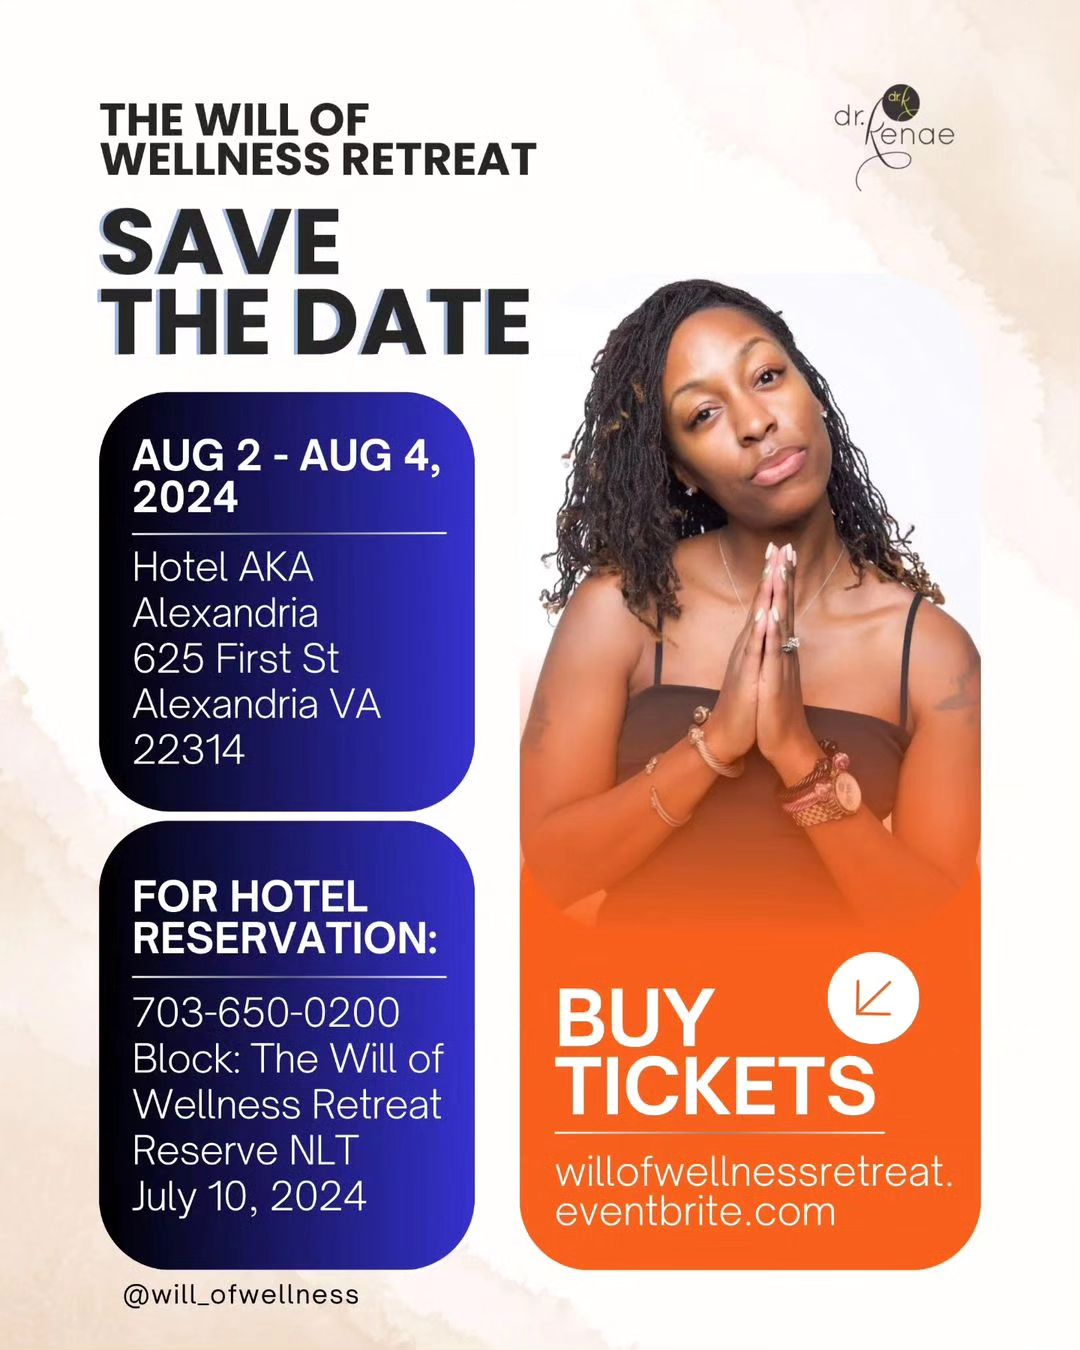 THE WILL OF
WELLNESS RETREAT
dr.k
dr.
Renae
SAVE
THE DATE
AUG 2 - AUG 4,
2024
Hotel AKA
Alexandria
625 First St
Alexandria VA
22314
FOR HOTEL
RESERVATION:
703-650-0200
Block: The Will of
Wellness Retreat
Reserve NLT
July 10, 2024
BUY
TICKETS
willofwellnessretreat.
eventbrite.com
@will_ofwellness